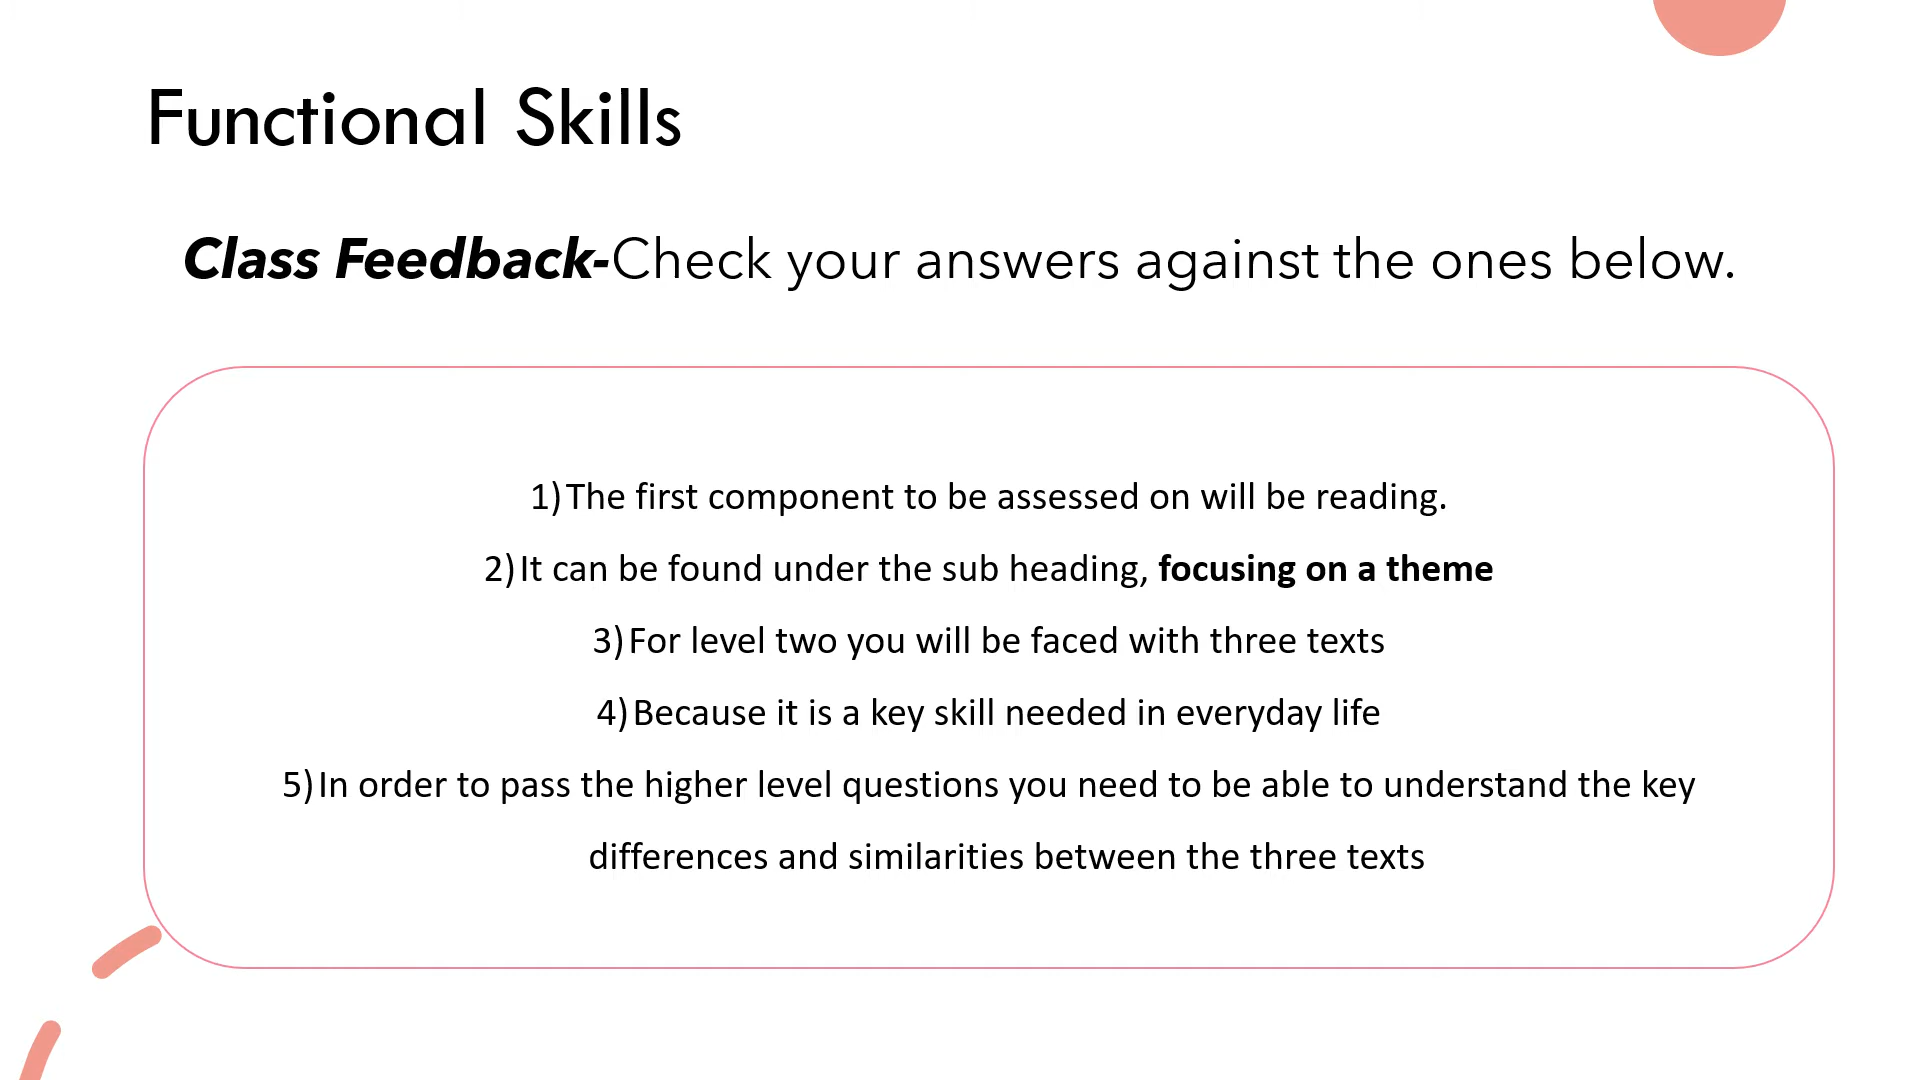 Functional Skills
Class Feedback-Check your answers against the ones below.
1)The first component to be assessed on will be reading.
2)It can be found under the sub heading, focusing on a theme
3)For level two you will be faced with three texts
4)Because it is a key skill needed in everyday life
5)In order to pass the higher level questions you need to be able to understand the key
differences and similarities between the three texts